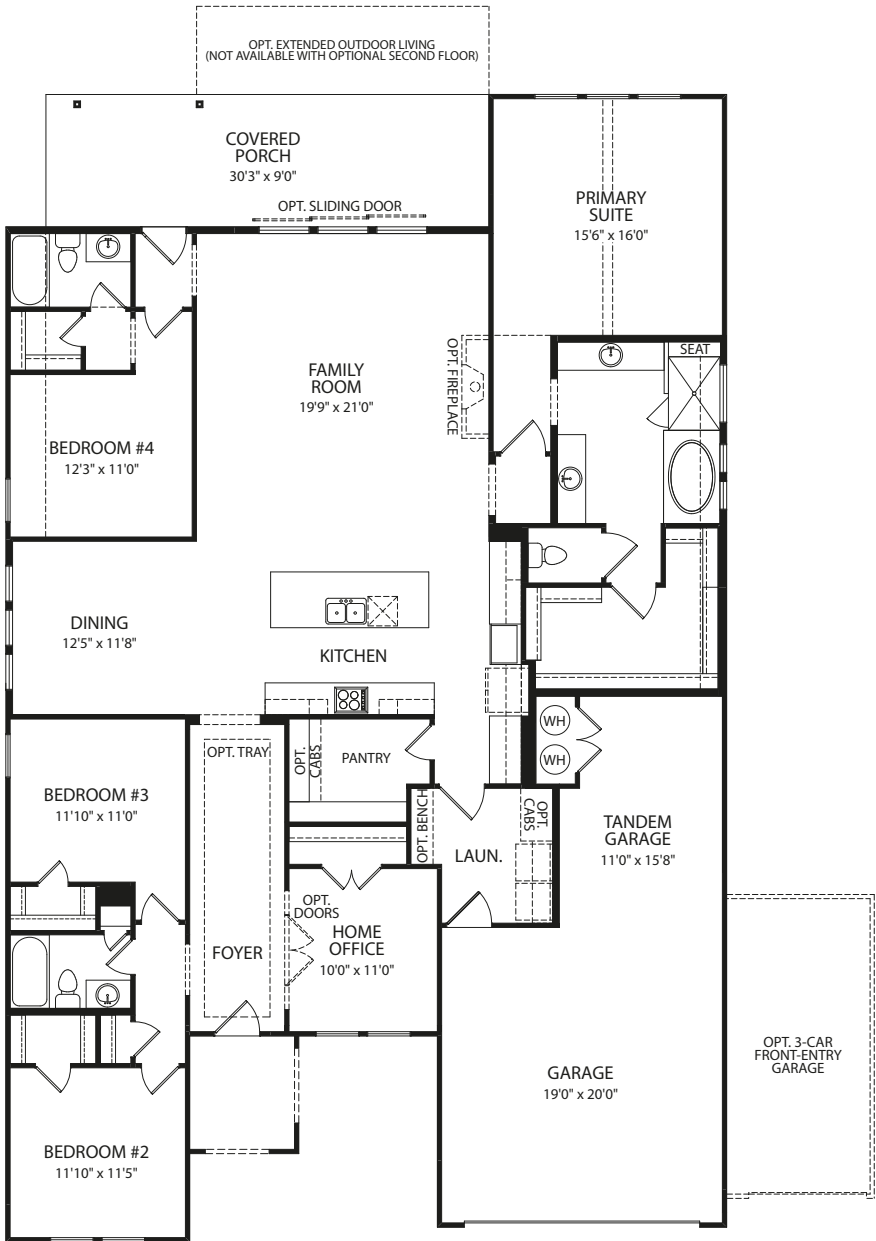 OPT. EXTENDED OUTDOOR LIVING
(NOT AVAILABLE WITH OPTIONAL SECOND FLOOR)
COVERED
PORCH
30'3" x 9'0"
OPT. SLIDING DOOR
PRIMARY
SUITE
15'6" x 16'0"
SEAT
FAMILY
ROOM
19'9" x 21'0"
OPT. FIREPLACE
BEDROOM #4
12'3" x 11'0"
DINING
12'5" x 11'8"
KITCHEN
OPT. TRAY
OPT.
CABS
PANTRY
WH
WH
BEDROOM #3
11'10" x 11'0"
OPT. BENCH
OPT.
CABS
LAUN.
TANDEM
GARAGE
11'0" x 15'8"
OPT.
DOORS
FOYER
HOME
OFFICE
10'0" x 11'0"
GARAGE
19'0" x 20'0"
OPT. 3-CAR
FRONT-ENTRY
GARAGE
BEDROOM #2
11'10" x 11'5"